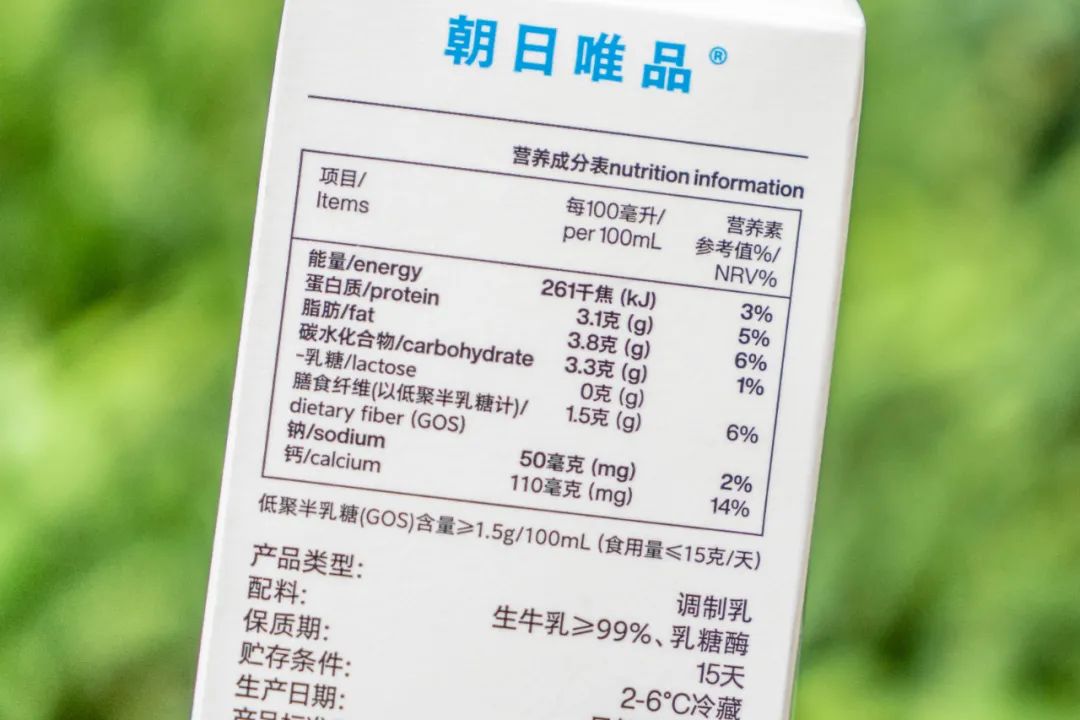 朝日唯品®
营养成分表nutrition information
项目/ 每100毫升/ 营养素
Items per 100mL 参考值%/
NRV%
能量/energy 261千焦 (kJ) 3%
蛋白质/protein 3.1克 (g) 5%
脂肪/fat 3.8克 (g) 6%
碳水化合物/carbohydrate 3.3克 (g) 1%
-乳糖/lactose 0克 (g)
膳食纤维(以低聚半乳糖计)/ 1.5克 (g) 6%
dietary fiber (GOS)
钠/sodium 50毫克 (mg) 2%
钙/calcium 110毫克 (mg) 14%
低聚半乳糖(GOS)含量≥1.5g/100mL (食用量≤15克/天)
产品类型: 调制乳
配料: 生牛乳≥99%、乳糖酶
保质期: 15天
贮存条件: 2-6°C冷藏
生产日期: